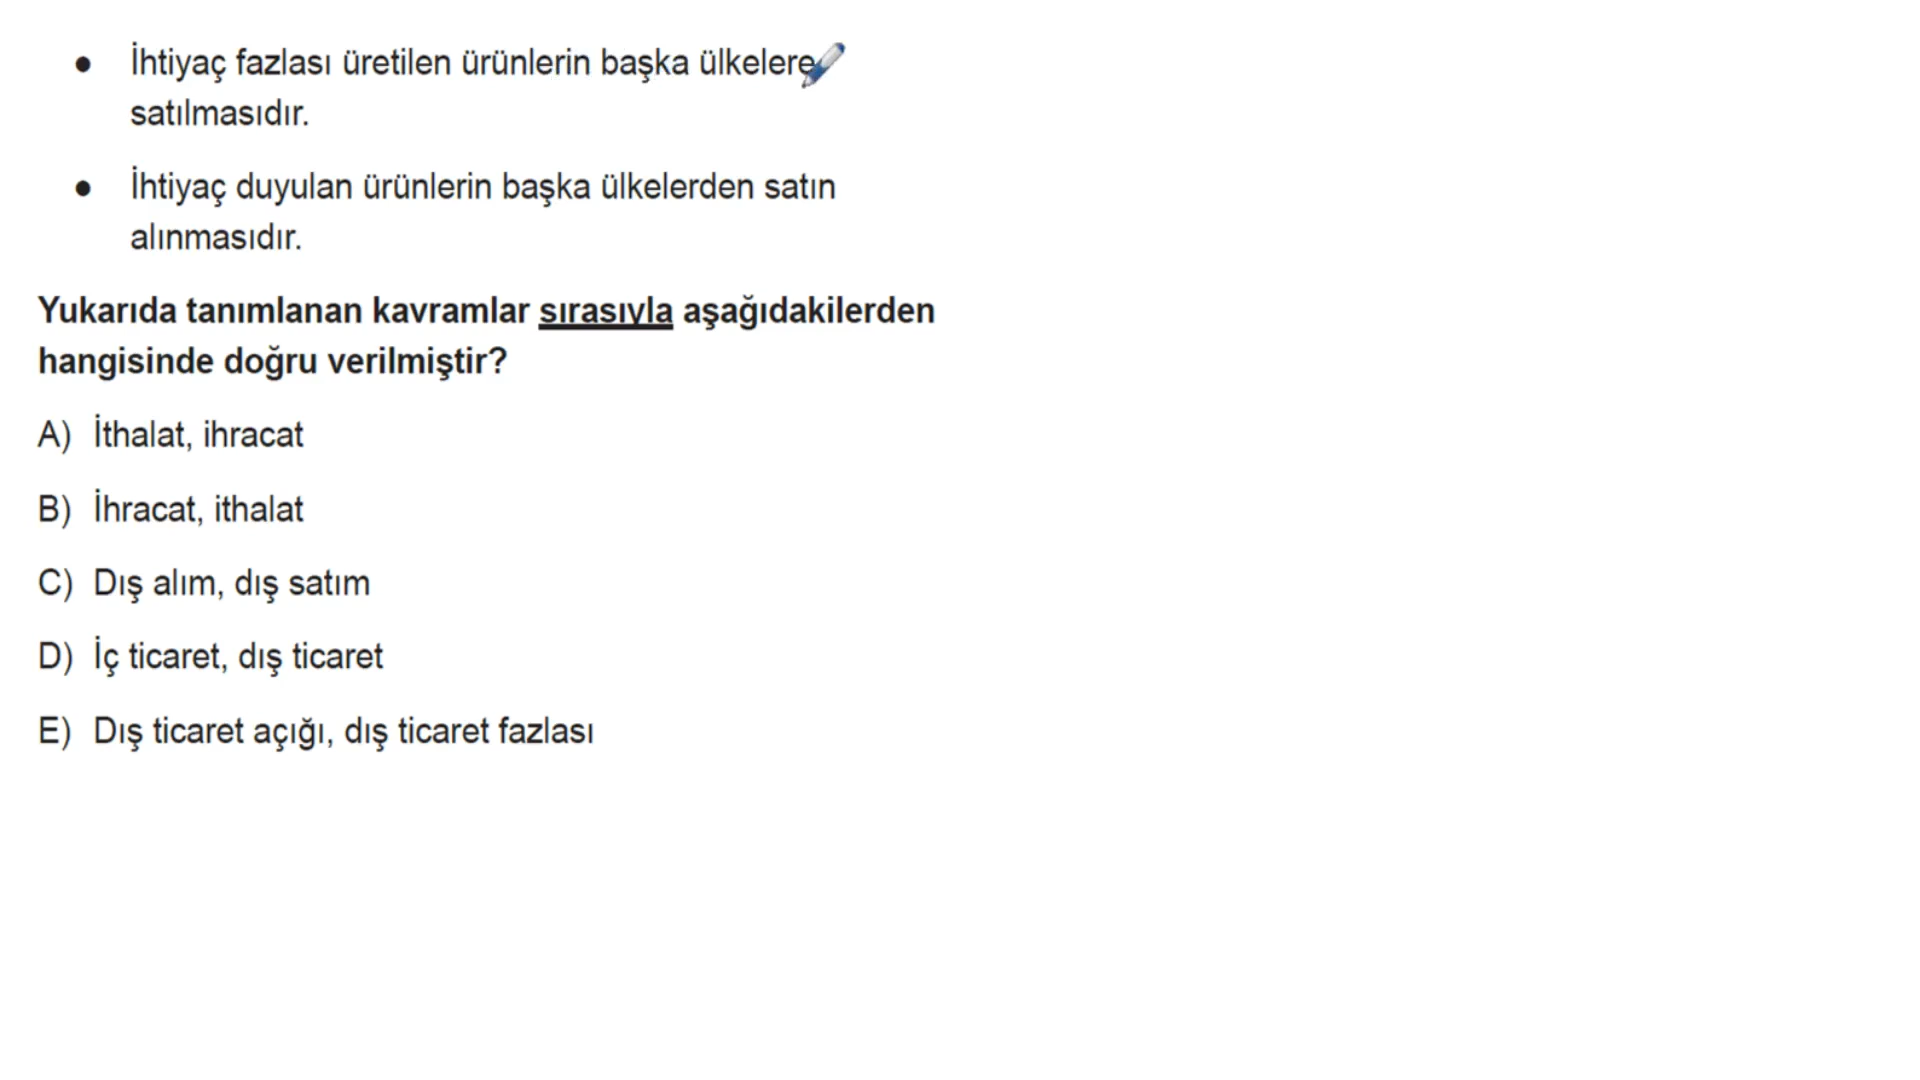 ● İhtiyaç fazlası üretilen ürünlerin başka ülkelere
satılmasıdır.
● İhtiyaç duyulan ürünlerin başka ülkelerden satın
alınmasıdır.
Yukarıda tanımlanan kavramlar sırasıyla aşağıdakilerden
hangisinde doğru verilmiştir?
A) İthalat, ihracat
B) İhracat, ithalat
C) Dış alım, dış satım
D) İç ticaret, dış ticaret
E) Dış ticaret açığı, dış ticaret fazlası